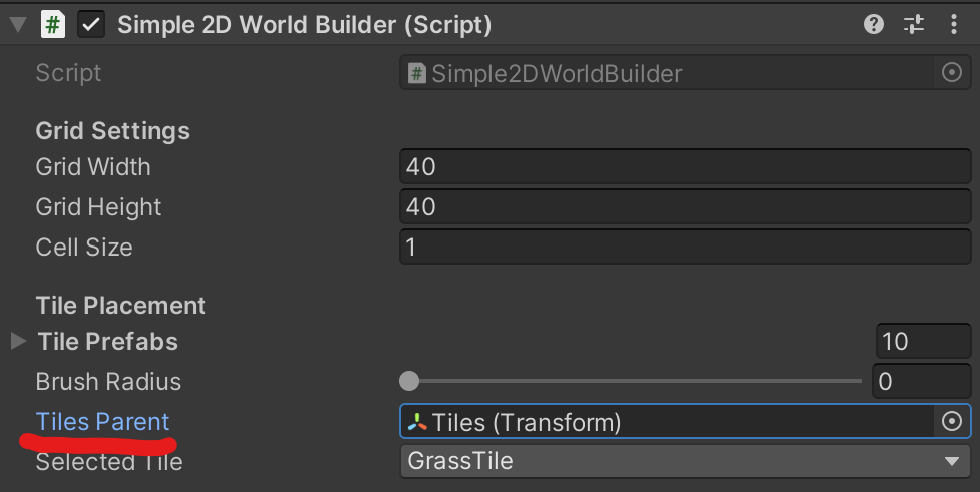 Simple 2D World Builder (Script)
Script # Simple2DWorldBuilder
Grid Settings
Grid Width 40
Grid Height 40
Cell Size 1
Tile Placement
Tile Prefabs 10
Brush Radius 0
Tiles Parent Tiles (Transform)
Selected Tile GrassTile